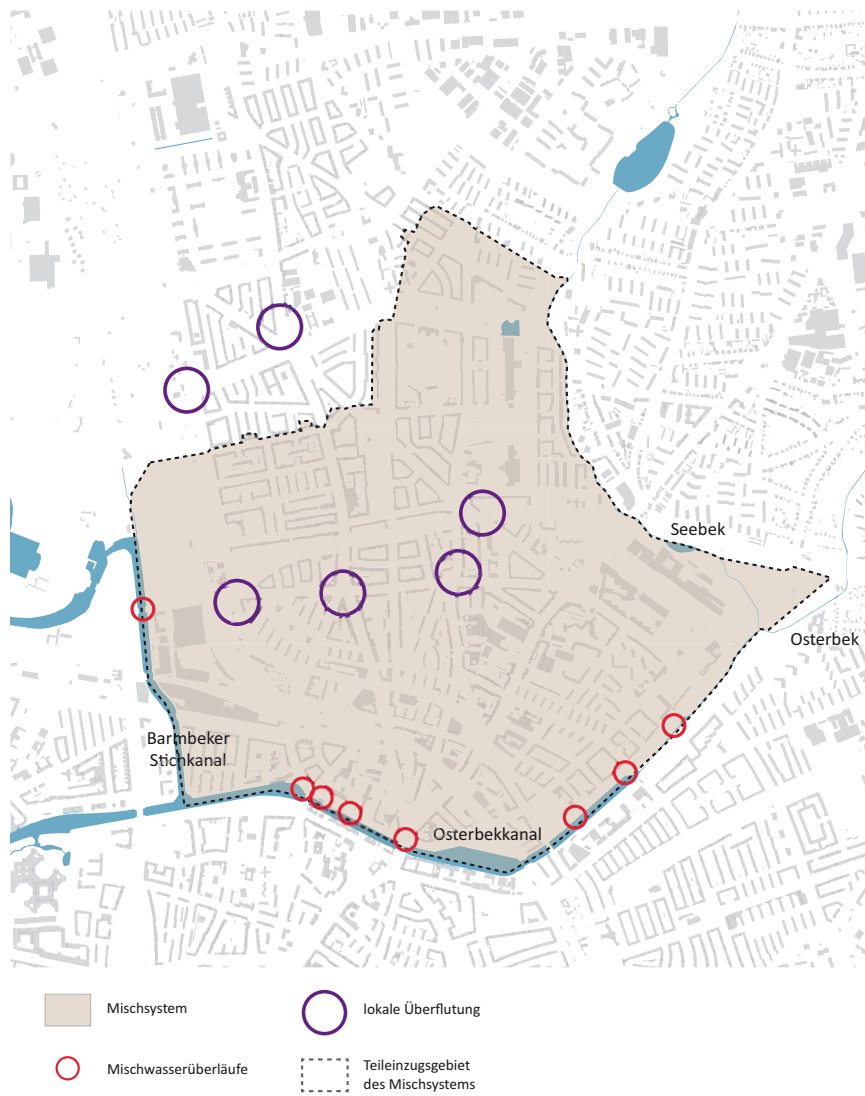 Seebek
Osterbek
Barmbeker
Stichkanal
Osterbekkanal
Mischsystem
lokale Überflutung
Mischwasserüberläufe
Teileinzugsgebiet
des Mischsystems